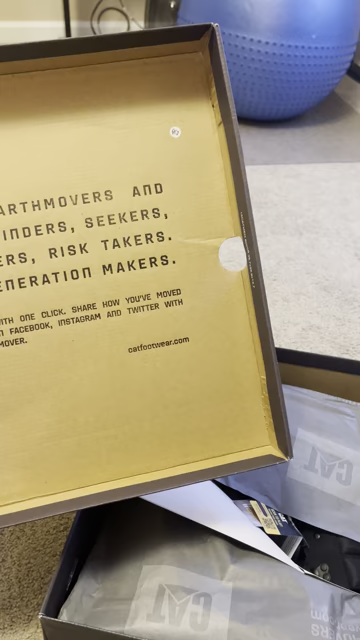 ARTHMOVERS AND
INDERS, SEEKERS,
ERS, RISK TAKERS.
ENERATION MAKERS.
ITH ONE CLICK. SHARE HOW YOU'VE MOVED
N FACEBOOK, INSTAGRAM AND TWITTER WITH
MOVER.
catfootwear.com
CAT
CAT
ERS